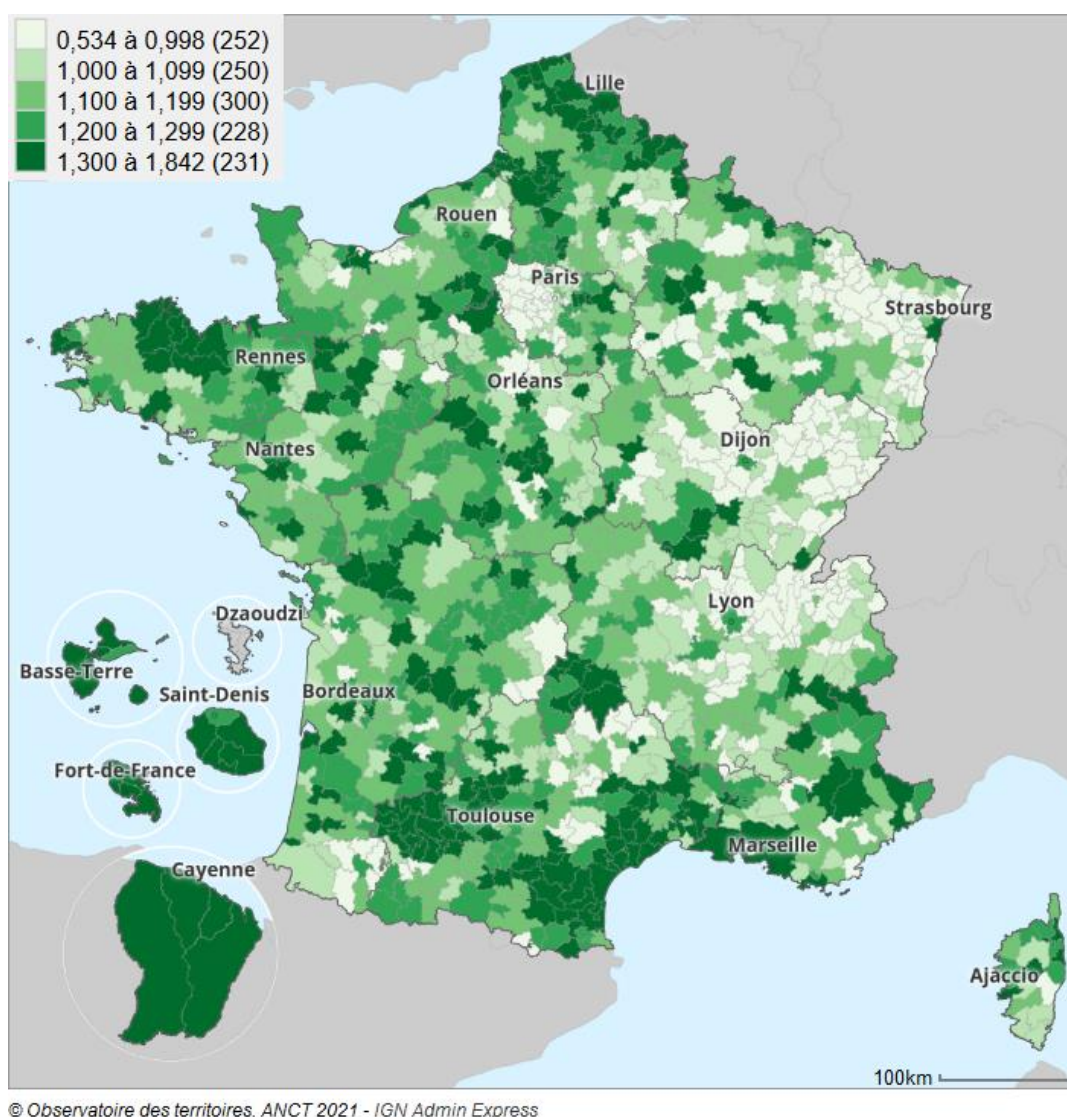 0,534 à 0,998 (252)
1,000 à 1,099 (250)
1,100 à 1,199 (300)
1,200 à 1,299 (228)
1,300 à 1,842 (231)
Lille
Rouen
Paris
Strasbourg
Rennes
Orléans
Dijon
Nantes
Lyon
Dzaoudzi
Basse-Terre
Saint-Denis
Bordeaux
Fort-de-France
Toulouse
Marseille
Cayenne
Ajaccio
100km
© Observatoire des territoires. ANCT 2021 - IGN Admin Express